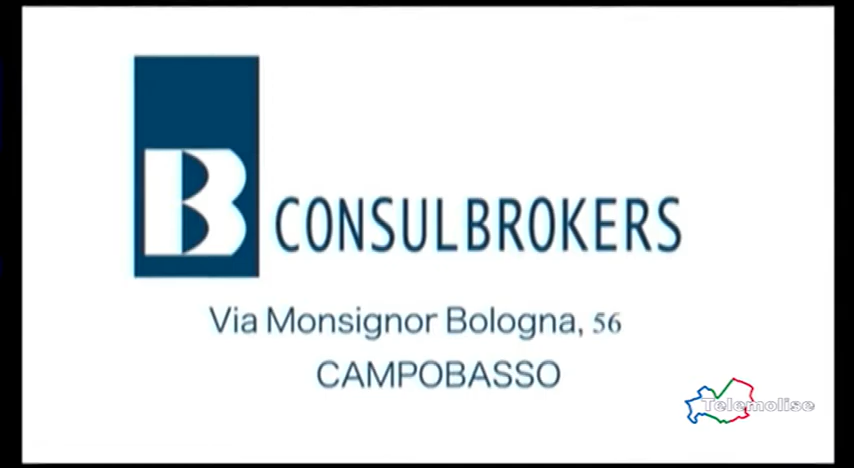 B CONSULBROKERS
Via Monsignor Bologna, 56
CAMPOBASSO
Telemolise